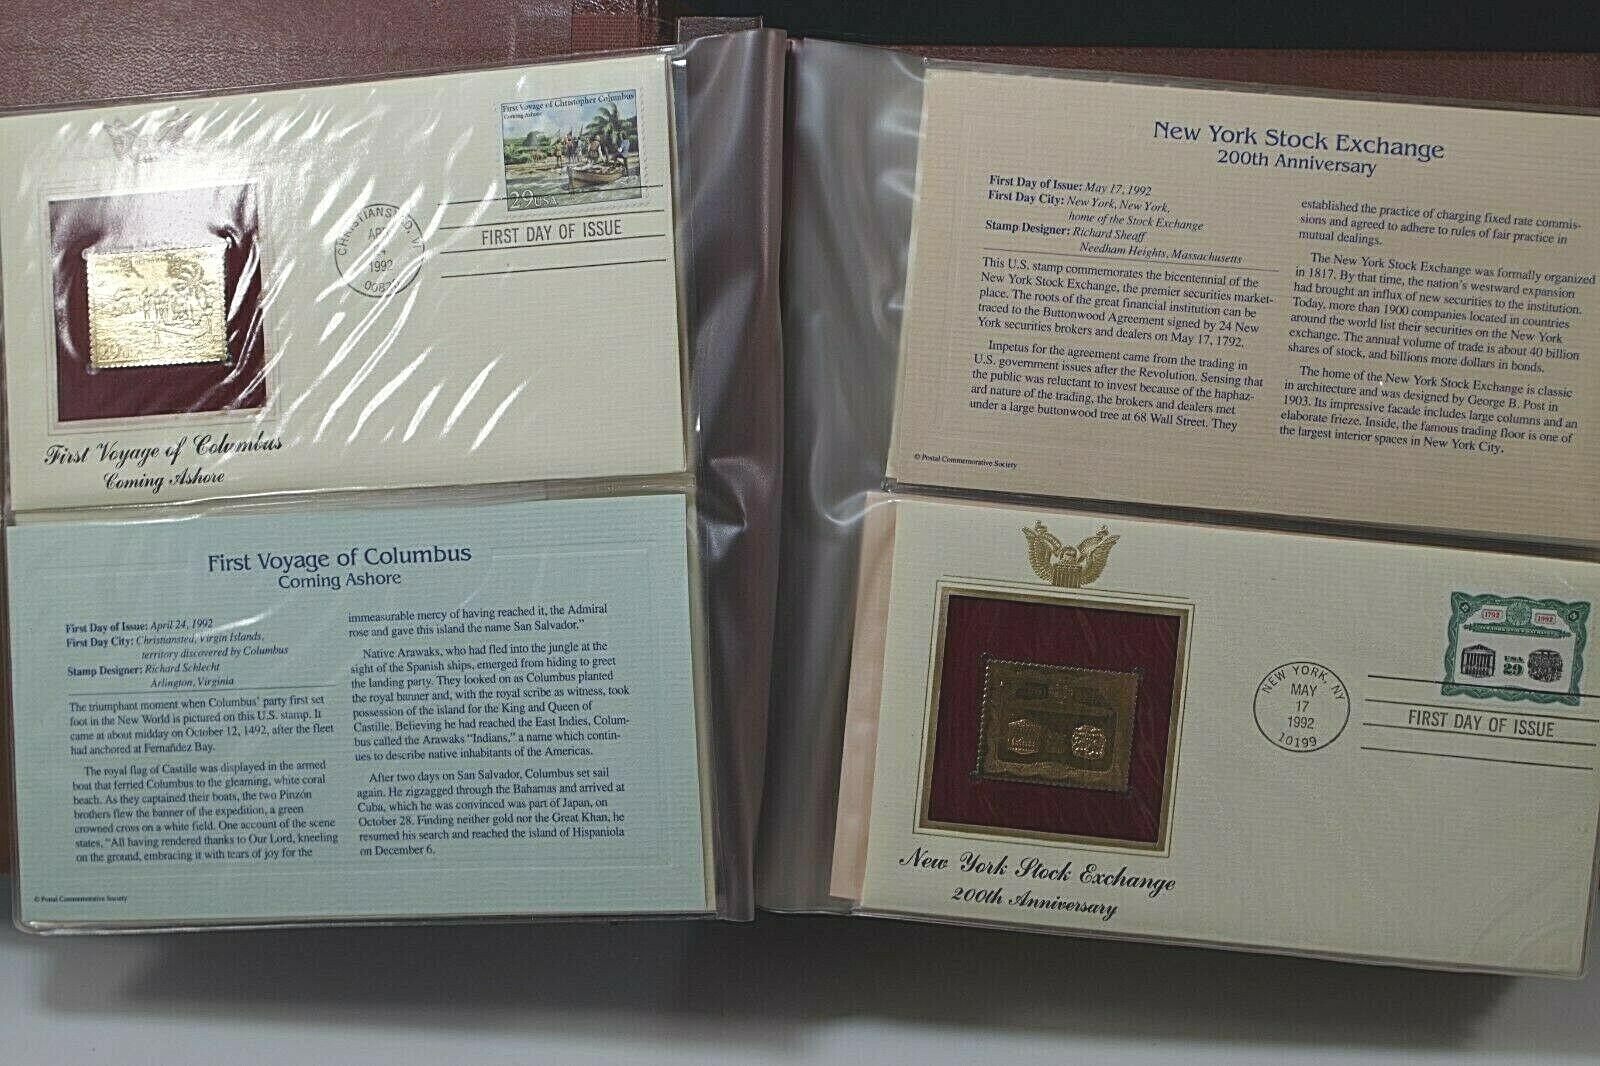 First Voyage of Christopher Columbus
Coming Ashore
29 USA
APR
24
1992
FIRST DAY OF ISSUE
29 USA
First Voyage of Columbus
Coming Ashore
First Voyage of Columbus
Coming Ashore
First Day of Issue: April 24, 1992
First Day City: Christiansted, Virgin Islands,
territory discovered by Columbus
Stamp Designer: Richard Schlecht
Arlington, Virginia
The triumphant moment when Columbus' party first set
foot in the New World is pictured on this U.S. stamp. It
came at about midday on October 12, 1492, after the fleet
had anchored at Fernañdez Bay.
The royal flag of Castille was displayed in the armed
boat that ferried Columbus to the gleaming, white coral
beach. As they captained their boats, the two Pinzón
brothers flew the banner of the expedition, a green
crowned cross on a white field. One account of the scene
states, "All having rendered thanks to Our Lord, kneeling
on the ground, embracing it with tears of joy for the
immeasurable mercy of having reached it, the Admiral
rose and gave this island the name San Salvador."
Native Arawaks, who had fled into the jungle at the
sight of the Spanish ships, emerged from hiding to greet
the landing party. They looked on as Columbus planted
the royal banner and, with the royal scribe as witness, took
possession of the island for the King and Queen of
Castille. Believing he had reached the East Indies, Colum-
bus called the Arawaks "Indians," a name which contin-
ues to describe native inhabitants of the Americas.
After two days on San Salvador, Columbus set sail
again. He zigzagged through the Bahamas and arrived at
Cuba, which he was convinced was part of Japan, on
October 28. Finding neither gold nor the Great Khan, he
resumed his search and reached the island of Hispaniola
on December 6.
© Postal Commemorative Society
New York Stock Exchange
200th Anniversary
First Day of Issue: May 17, 1992
First Day City: New York, New York,
home of the Stock Exchange
Stamp Designer: Richard Sheaff
Needham Heights, Massachusetts
This U.S. stamp commemorates the bicentennial of the
New York Stock Exchange, the premier securities market-
place. The roots of the great financial institution can be
traced to the Buttonwood Agreement signed by 24 New
York securities brokers and dealers on May 17, 1792.
Impetus for the agreement came from the trading in
U.S. government issues after the Revolution. Sensing that
the public was reluctant to invest because of the haphaz-
ard nature of the trading, the brokers and dealers met
under a large buttonwood tree at 68 Wall Street. They
established the practice of charging fixed rate commis-
sions and agreed to adhere to rules of fair practice in
mutual dealings.
The New York Stock Exchange was formally organized
in 1817. By that time, the nation's westward expansion
had brought an influx of new securities to the institution.
Today, more than 1900 companies located in countries
around the world list their securities on the New York
exchange. The annual volume of trade is about 40 billion
shares of stock, and billions more dollars in bonds.
The home of the New York Stock Exchange is classic
in architecture and was designed by George B. Post in
1903. Its impressive facade includes large columns and an
elaborate frieze. Inside, the famous trading floor is one of
the largest interior spaces in New York City.
© Postal Commemorative Society
1792
1992
USA
29
NEW YORK, NY
MAY
17
1992
10199
FIRST DAY OF ISSUE
New York Stock Exchange
200th Anniversary